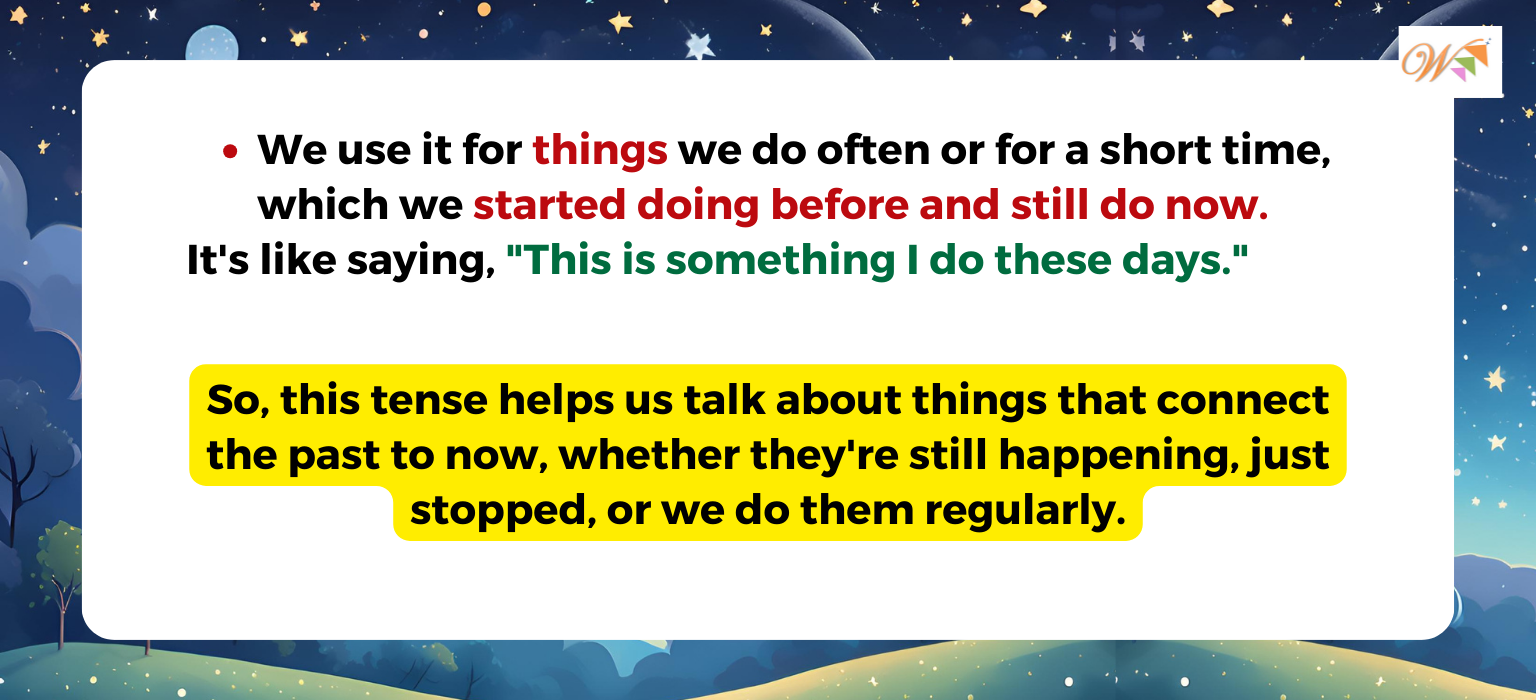 • We use it for things we do often or for a short time,
which we started doing before and still do now.
It's like saying, "This is something I do these days."
So, this tense helps us talk about things that connect
the past to now, whether they're still happening, just
stopped, or we do them regularly.
W